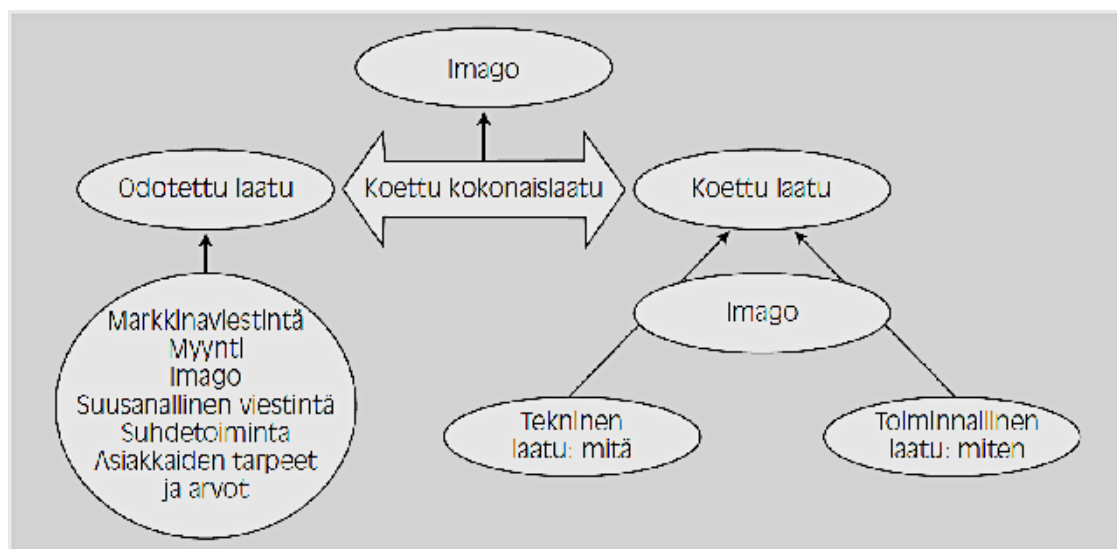 Imago
Odotettu laatu
Koettu kokonaislaatu
Koettu laatu
Markkinaviestintä
Myynti
Imago
Suusanallinen viestintä
Suhdetoiminta
Asiakkaiden tarpeet
ja arvot
Imago
Tekninen
laatu: mitä
Toiminnallinen
laatu: miten